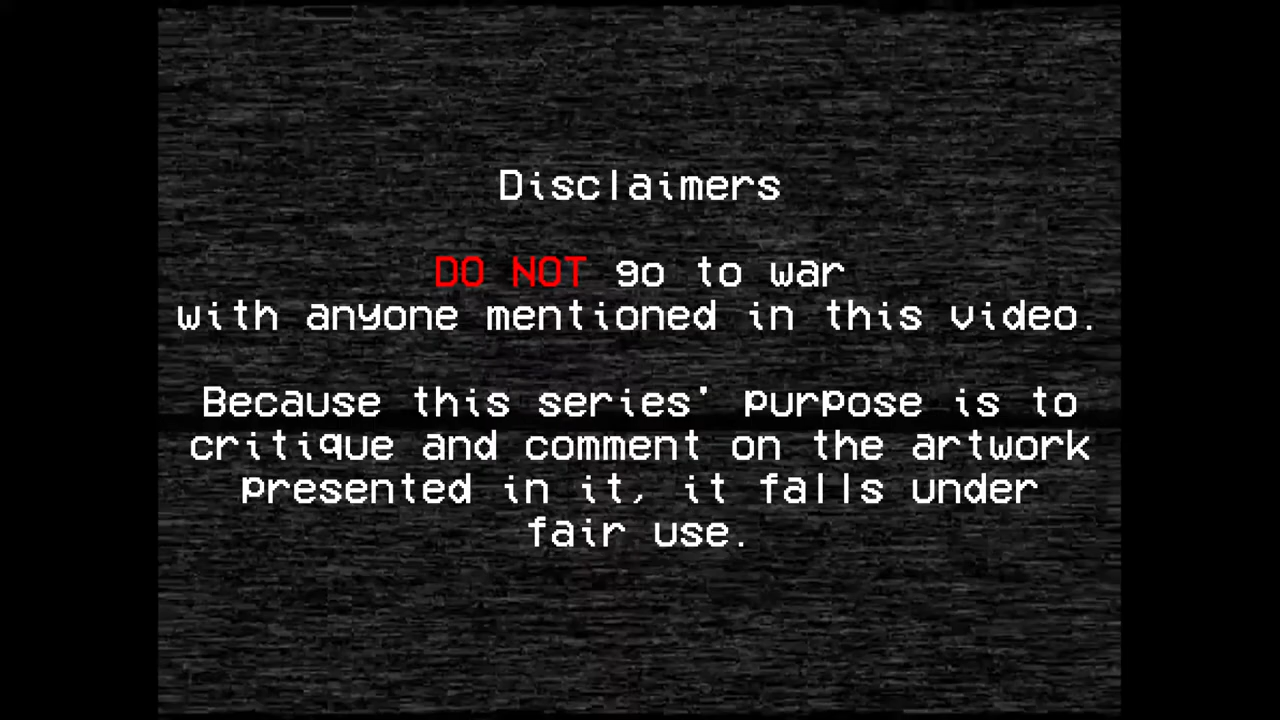 Disclaimers
DO NOT go to war
with anyone mentioned in this video.
Because this series' purpose is to
critique and comment on the artwork
presented in it, it falls under
fair use.